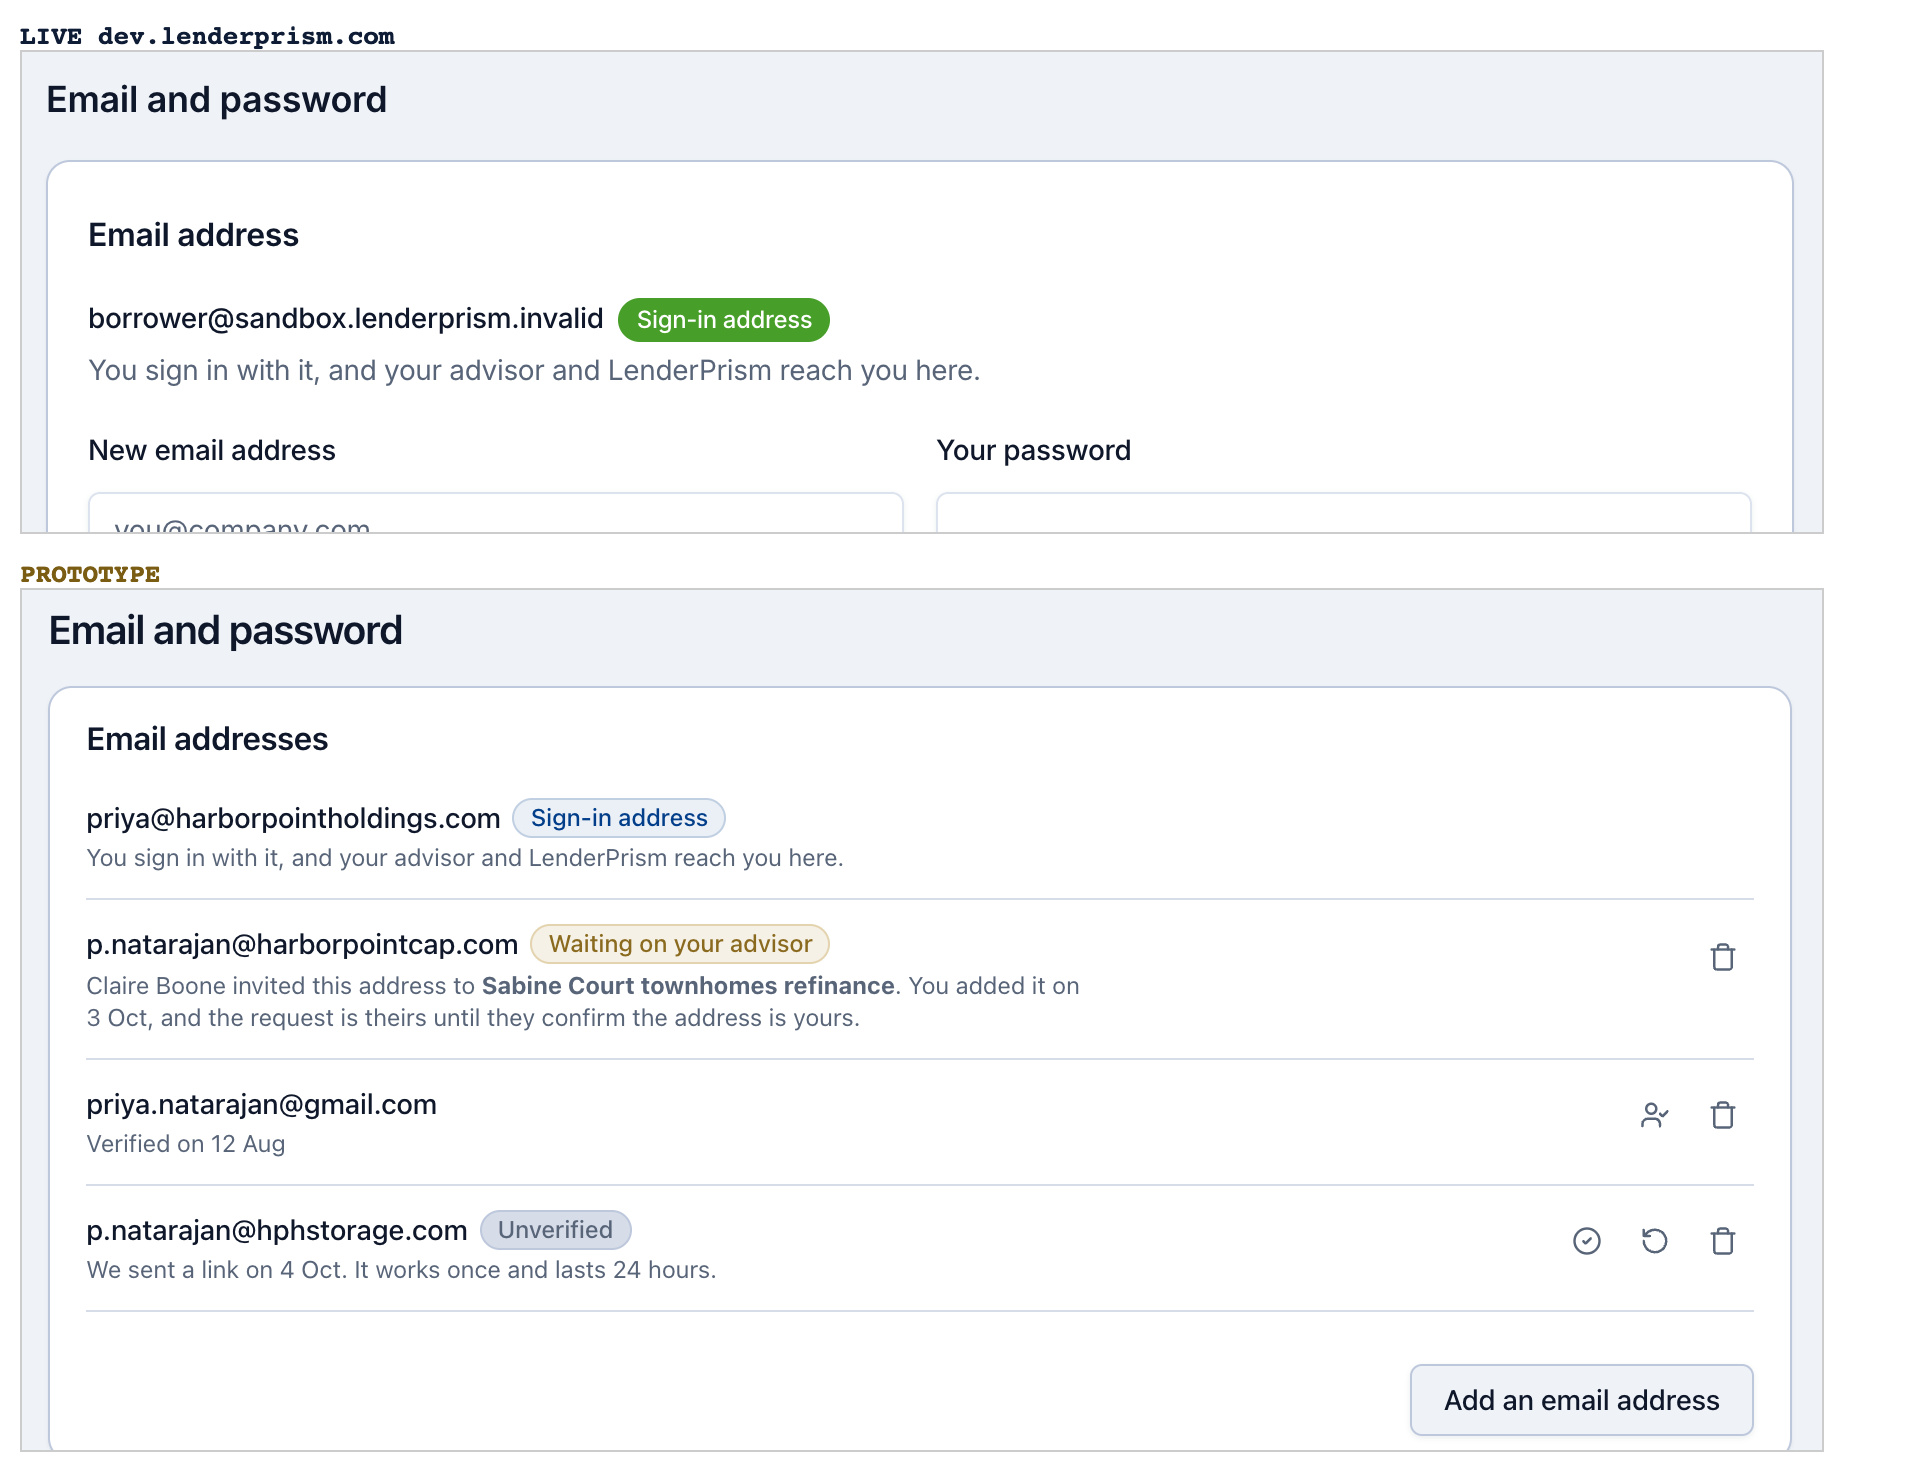 LIVE dev.lenderprism.com
Email and password
Email address
borrower@sandbox.lenderprism.invalid Sign-in address
You sign in with it, and your advisor and LenderPrism reach you here.
New email address
Your password
you@company.com
PROTOTYPE
Email and password
Email addresses
priya@harborpointholdings.com Sign-in address
You sign in with it, and your advisor and LenderPrism reach you here.
p.natarajan@harborpointcap.com Waiting on your advisor
Claire Boone invited this address to Sabine Court townhomes refinance. You added it on
3 Oct, and the request is theirs until they confirm the address is yours.
priya.natarajan@gmail.com
Verified on 12 Aug
p.natarajan@hphstorage.com Unverified
We sent a link on 4 Oct. It works once and lasts 24 hours.
Add an email address